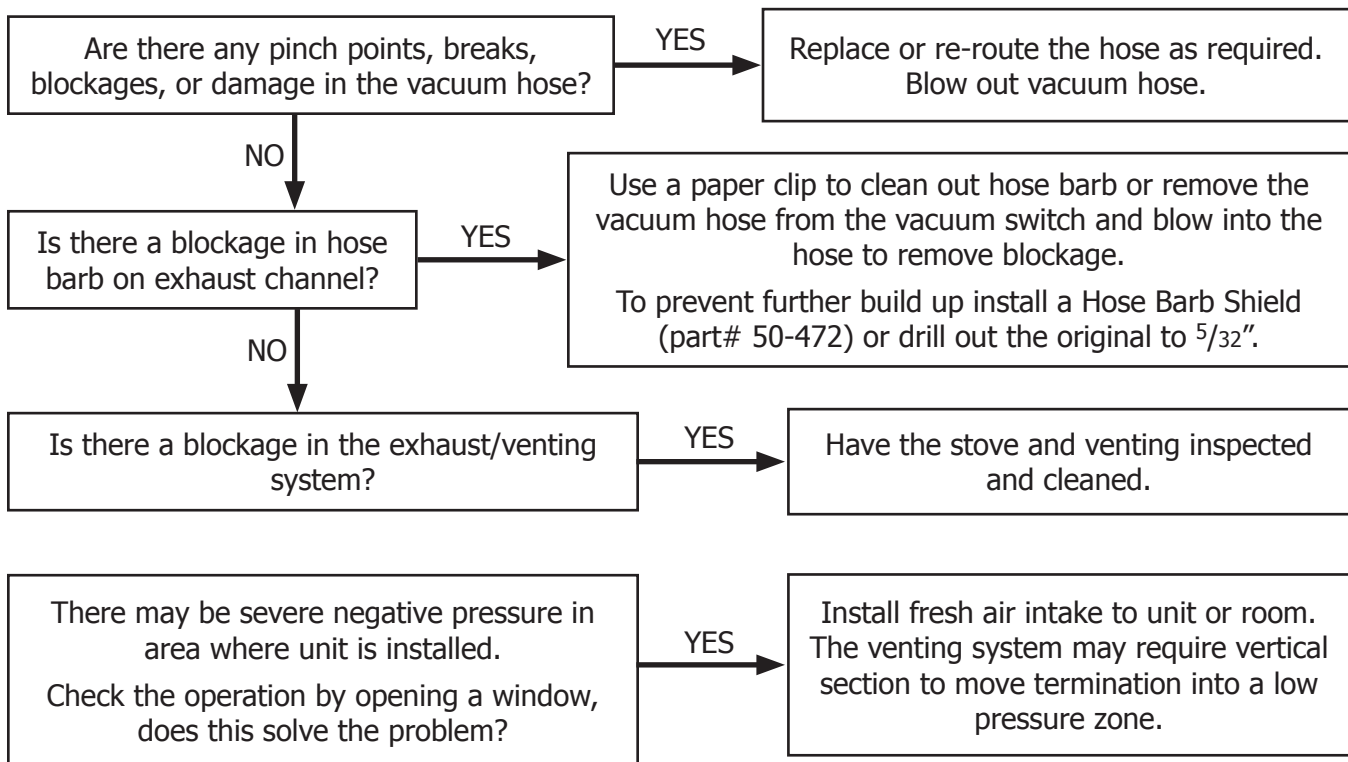 Are there any pinch points, breaks,
blockages, or damage in the vacuum hose?
YES
Replace or re-route the hose as required.
Blow out vacuum hose.
NO
Is there a blockage in hose
barb on exhaust channel?
YES
Use a paper clip to clean out hose barb or remove the
vacuum hose from the vacuum switch and blow into the
hose to remove blockage.
To prevent further build up install a Hose Barb Shield
(part# 50-472) or drill out the original to 5/32”.
NO
Is there a blockage in the exhaust/venting
system?
YES
Have the stove and venting inspected
and cleaned.
There may be severe negative pressure in
area where unit is installed.
Check the operation by opening a window,
does this solve the problem?
YES
Install fresh air intake to unit or room.
The venting system may require vertical
section to move termination into a low
pressure zone.